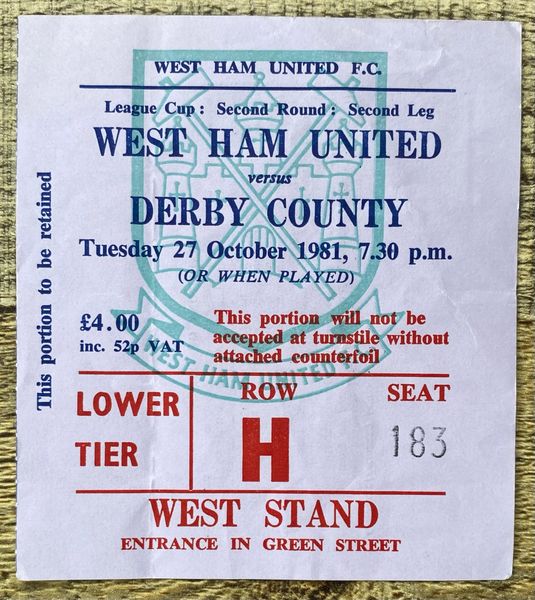 WEST HAM UNITED F.C.
League Cup: Second Round: Second Leg
WEST HAM UNITED
versus
DERBY COUNTY
Tuesday 27 October 1981, 7.30 p.m.
(OR WHEN PLAYED)
This portion to be retained
£4.00
inc. 52p VAT
This portion will not be
accepted at turnstile without
attached counterfoil
WEST HAM UNITED F.C.
LOWER
TIER
ROW
H
SEAT
183
WEST STAND
ENTRANCE IN GREEN STREET